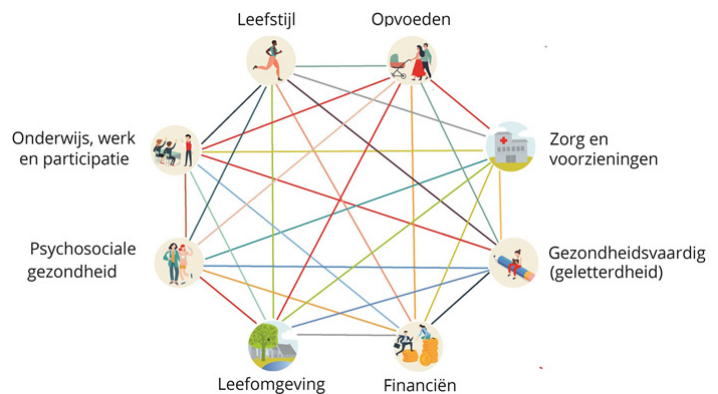 Leefstijl
Opvoeden
Onderwijs, werk
en participatie
Zorg en
voorzieningen
Psychosociale
gezondheid
Gezondheidsvaardig
(geletterdheid)
Leefomgeving
Financiën